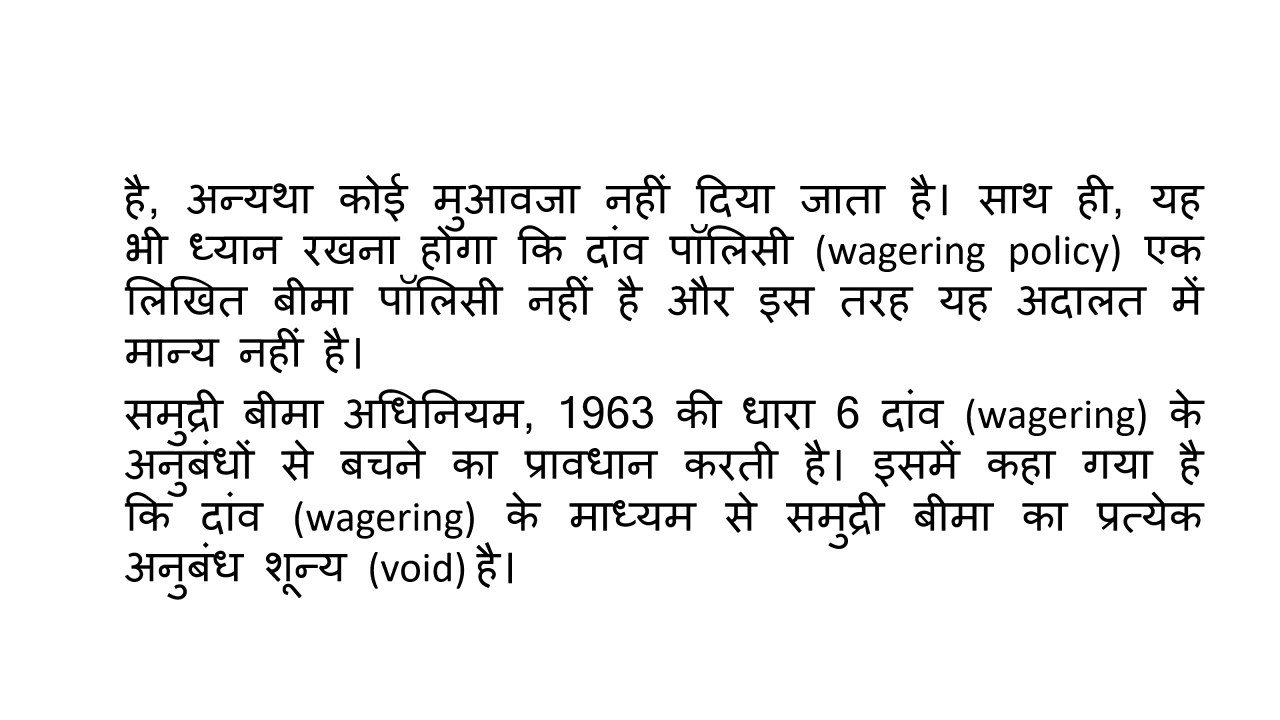 है, अन्यथा कोई मुआवजा नहीं दिया जाता है। साथ ही, यह
भी ध्यान रखना होगा कि दांव पॉलिसी (wagering policy) एक
लिखित बीमा पॉलिसी नहीं है और इस तरह यह अदालत में
मान्य नहीं है।
समुद्री बीमा अधिनियम, 1963 की धारा 6 दांव (wagering) के
अनुबंधों से बचने का प्रावधान करती है। इसमें कहा गया है
कि दांव (wagering) के माध्यम से समुद्री बीमा का प्रत्येक
अनुबंध शून्य (void) है।